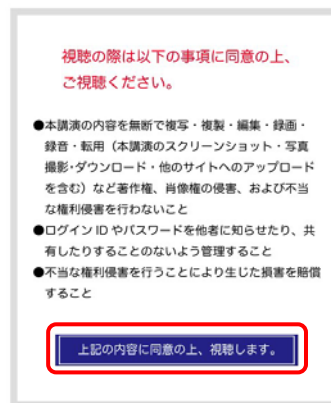 視聴の際は以下の事項に同意の上、
ご視聴ください。
●本講演の内容を無断で複写・複製・編集・録画・
録音・転用（本講演のスクリーンショット・写真
撮影・ダウンロード・他のサイトへのアップロード
を含む）など著作権、肖像権の侵害、および不当
な権利侵害を行わないこと
●ログイン ID やパスワードを他者に知らせたり、共
有したりすることのないよう管理すること
●不当な権利侵害を行うことにより生じた損害を賠償
すること
上記の内容に同意の上、視聴します。